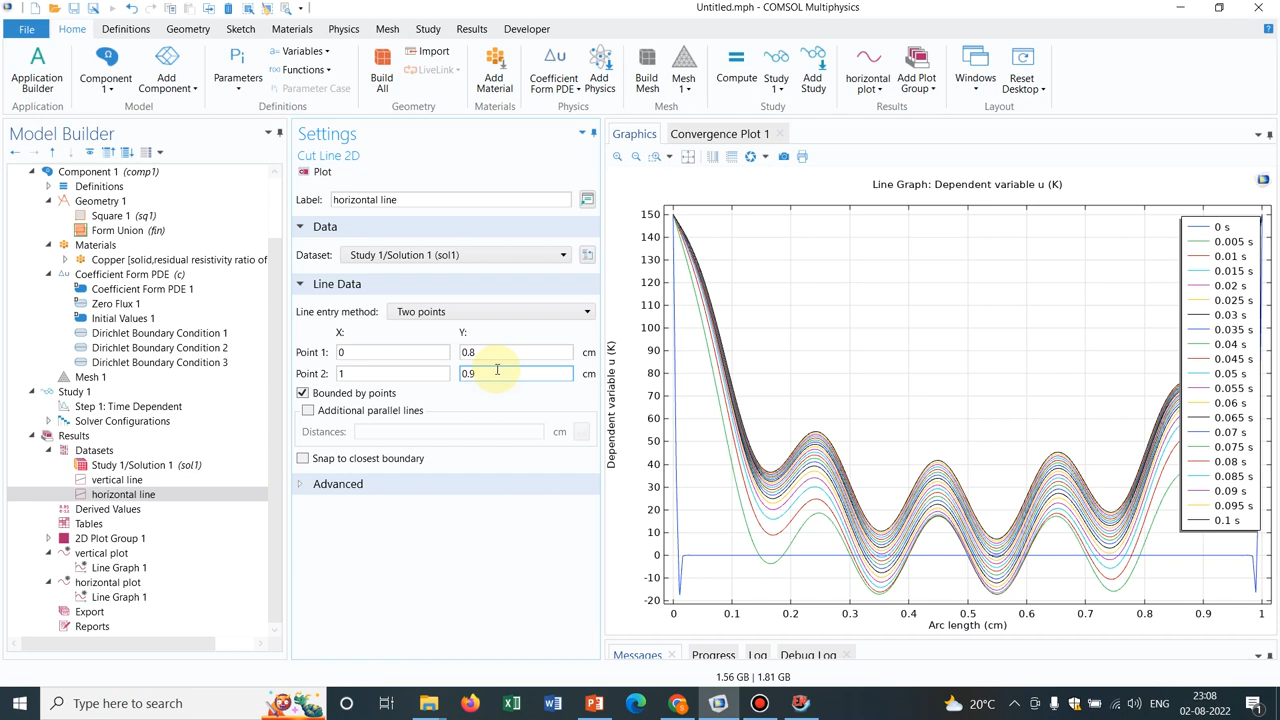 Untitled.mph - COMSOL Multiphysics
File Home Definitions Geometry Sketch Materials Physics Mesh Study Results Developer
Application Builder
Component 1
Add Component
Parameters
Variables
Functions
Parameter Case
Build All
Import
LiveLink
Add Material
Coefficient Form PDE
Add Physics
Build Mesh
Mesh 1
Compute
Study 1
Add Study
horizontal plot
Add Plot Group
Windows
Reset Desktop
Application Model Definitions Geometry Materials Physics Mesh Study Results Layout
Model Builder
Component 1 (comp1)
Definitions
Geometry 1
Square 1 (sq1)
Form Union (fin)
Materials
Copper [solid,residual resistivity ratio of
Coefficient Form PDE (c)
Coefficient Form PDE 1
Zero Flux 1
Initial Values 1
Dirichlet Boundary Condition 1
Dirichlet Boundary Condition 2
Dirichlet Boundary Condition 3
Mesh 1
Study 1
Step 1: Time Dependent
Solver Configurations
Results
Datasets
Study 1/Solution 1 (sol1)
vertical line
horizontal line
Derived Values
Tables
2D Plot Group 1
vertical plot
Line Graph 1
horizontal plot
Line Graph 1
Export
Reports
Settings
Cut Line 2D
Plot
Label: horizontal line
Data
Dataset: Study 1/Solution 1 (sol1)
Line Data
Line entry method: Two points
X: Y:
Point 1: 0 0.8 cm
Point 2: 1 0.9 cm
Bounded by points
Additional parallel lines
Distances: cm
Snap to closest boundary
Advanced
Graphics Convergence Plot 1
Line Graph: Dependent variable u (K)
Dependent variable u (K)
150
140
130
120
110
100
90
80
70
60
50
40
30
20
10
0
-10
-20
0 0.1 0.2 0.3 0.4 0.5 0.6 0.7 0.8 0.9 1
Arc length (cm)
0 s
0.005 s
0.01 s
0.015 s
0.02 s
0.025 s
0.03 s
0.035 s
0.04 s
0.045 s
0.05 s
0.055 s
0.06 s
0.065 s
0.07 s
0.075 s
0.08 s
0.085 s
0.09 s
0.095 s
0.1 s
Messages Progress Log Debug Log
1.56 GB | 1.81 GB
Type here to search
20°C
ENG
23:08
02-08-2022